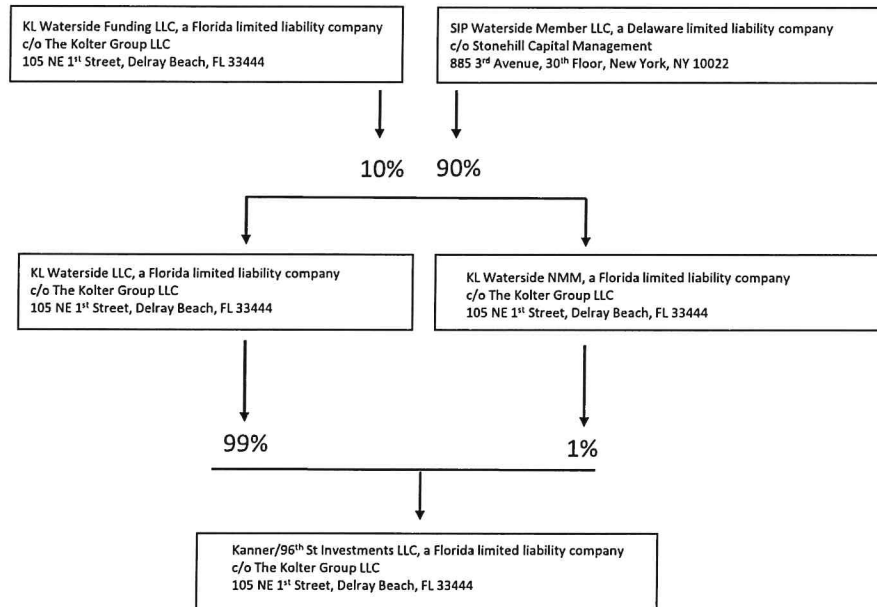 KL Waterside Funding LLC, a Florida limited liability company
c/o The Kolter Group LLC
105 NE 1st Street, Delray Beach, FL 33444
SIP Waterside Member LLC, a Delaware limited liability company
c/o Stonehill Capital Management
885 3rd Avenue, 30th Floor, New York, NY 10022
10% 90%
KL Waterside LLC, a Florida limited liability company
c/o The Kolter Group LLC
105 NE 1st Street, Delray Beach, FL 33444
KL Waterside NMM, a Florida limited liability company
c/o The Kolter Group LLC
105 NE 1st Street, Delray Beach, FL 33444
99% 1%
Kanner/96th St Investments LLC, a Florida limited liability company
c/o The Kolter Group LLC
105 NE 1st Street, Delray Beach, FL 33444